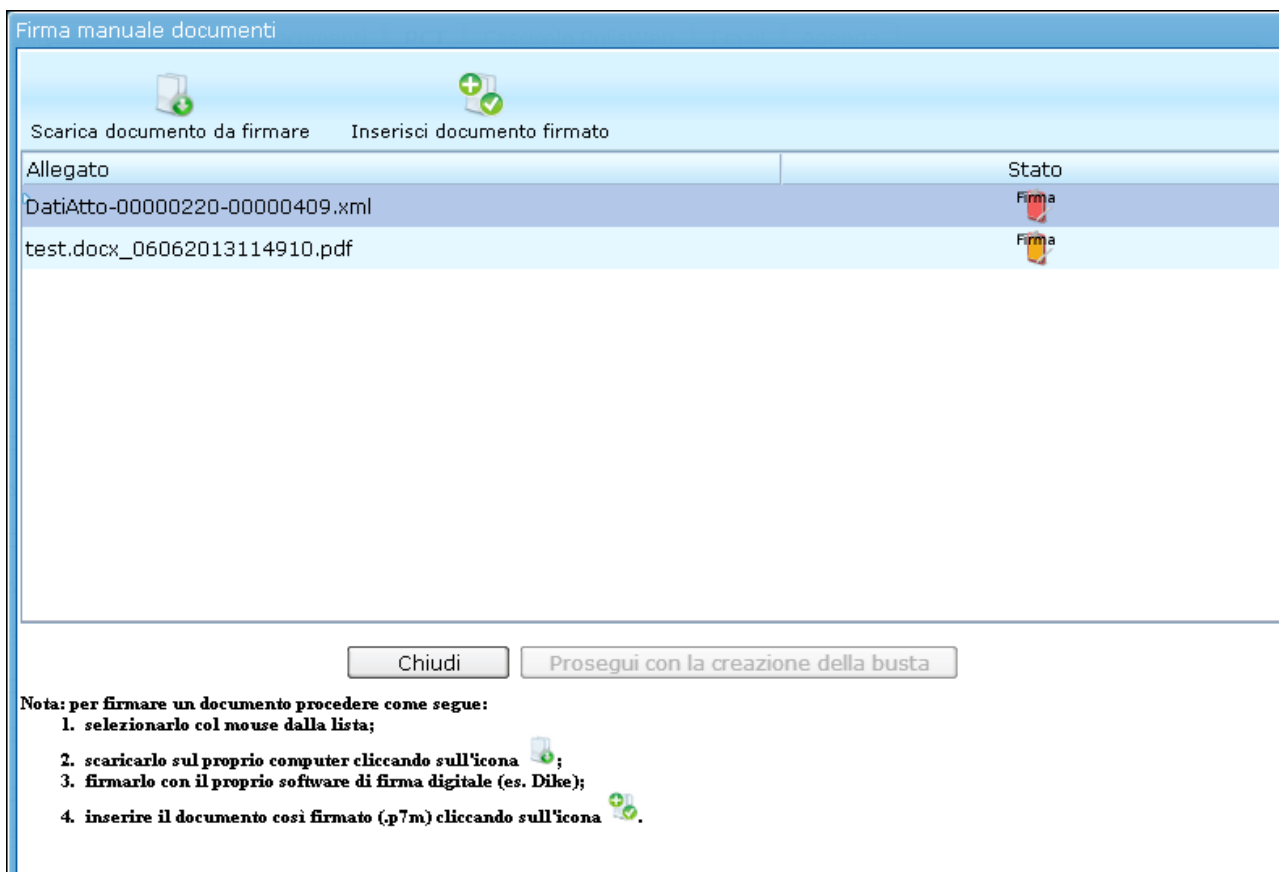 Firma manuale documenti
Scarica documento da firmare Inserisci documento firmato
Allegato Stato
DatiAtto-00000220-00000409.xml Firma
test.docx_06062013114910.pdf Firma
Chiudi Prosegui con la creazione della busta
Nota: per firmare un documento procedere come segue:
1. selezionarlo col mouse dalla lista;
2. scaricarlo sul proprio computer cliccando sull'icona ;
3. firmarlo con il proprio software di firma digitale (es. Dike);
4. inserire il documento così firmato (.p7m) cliccando sull'icona .